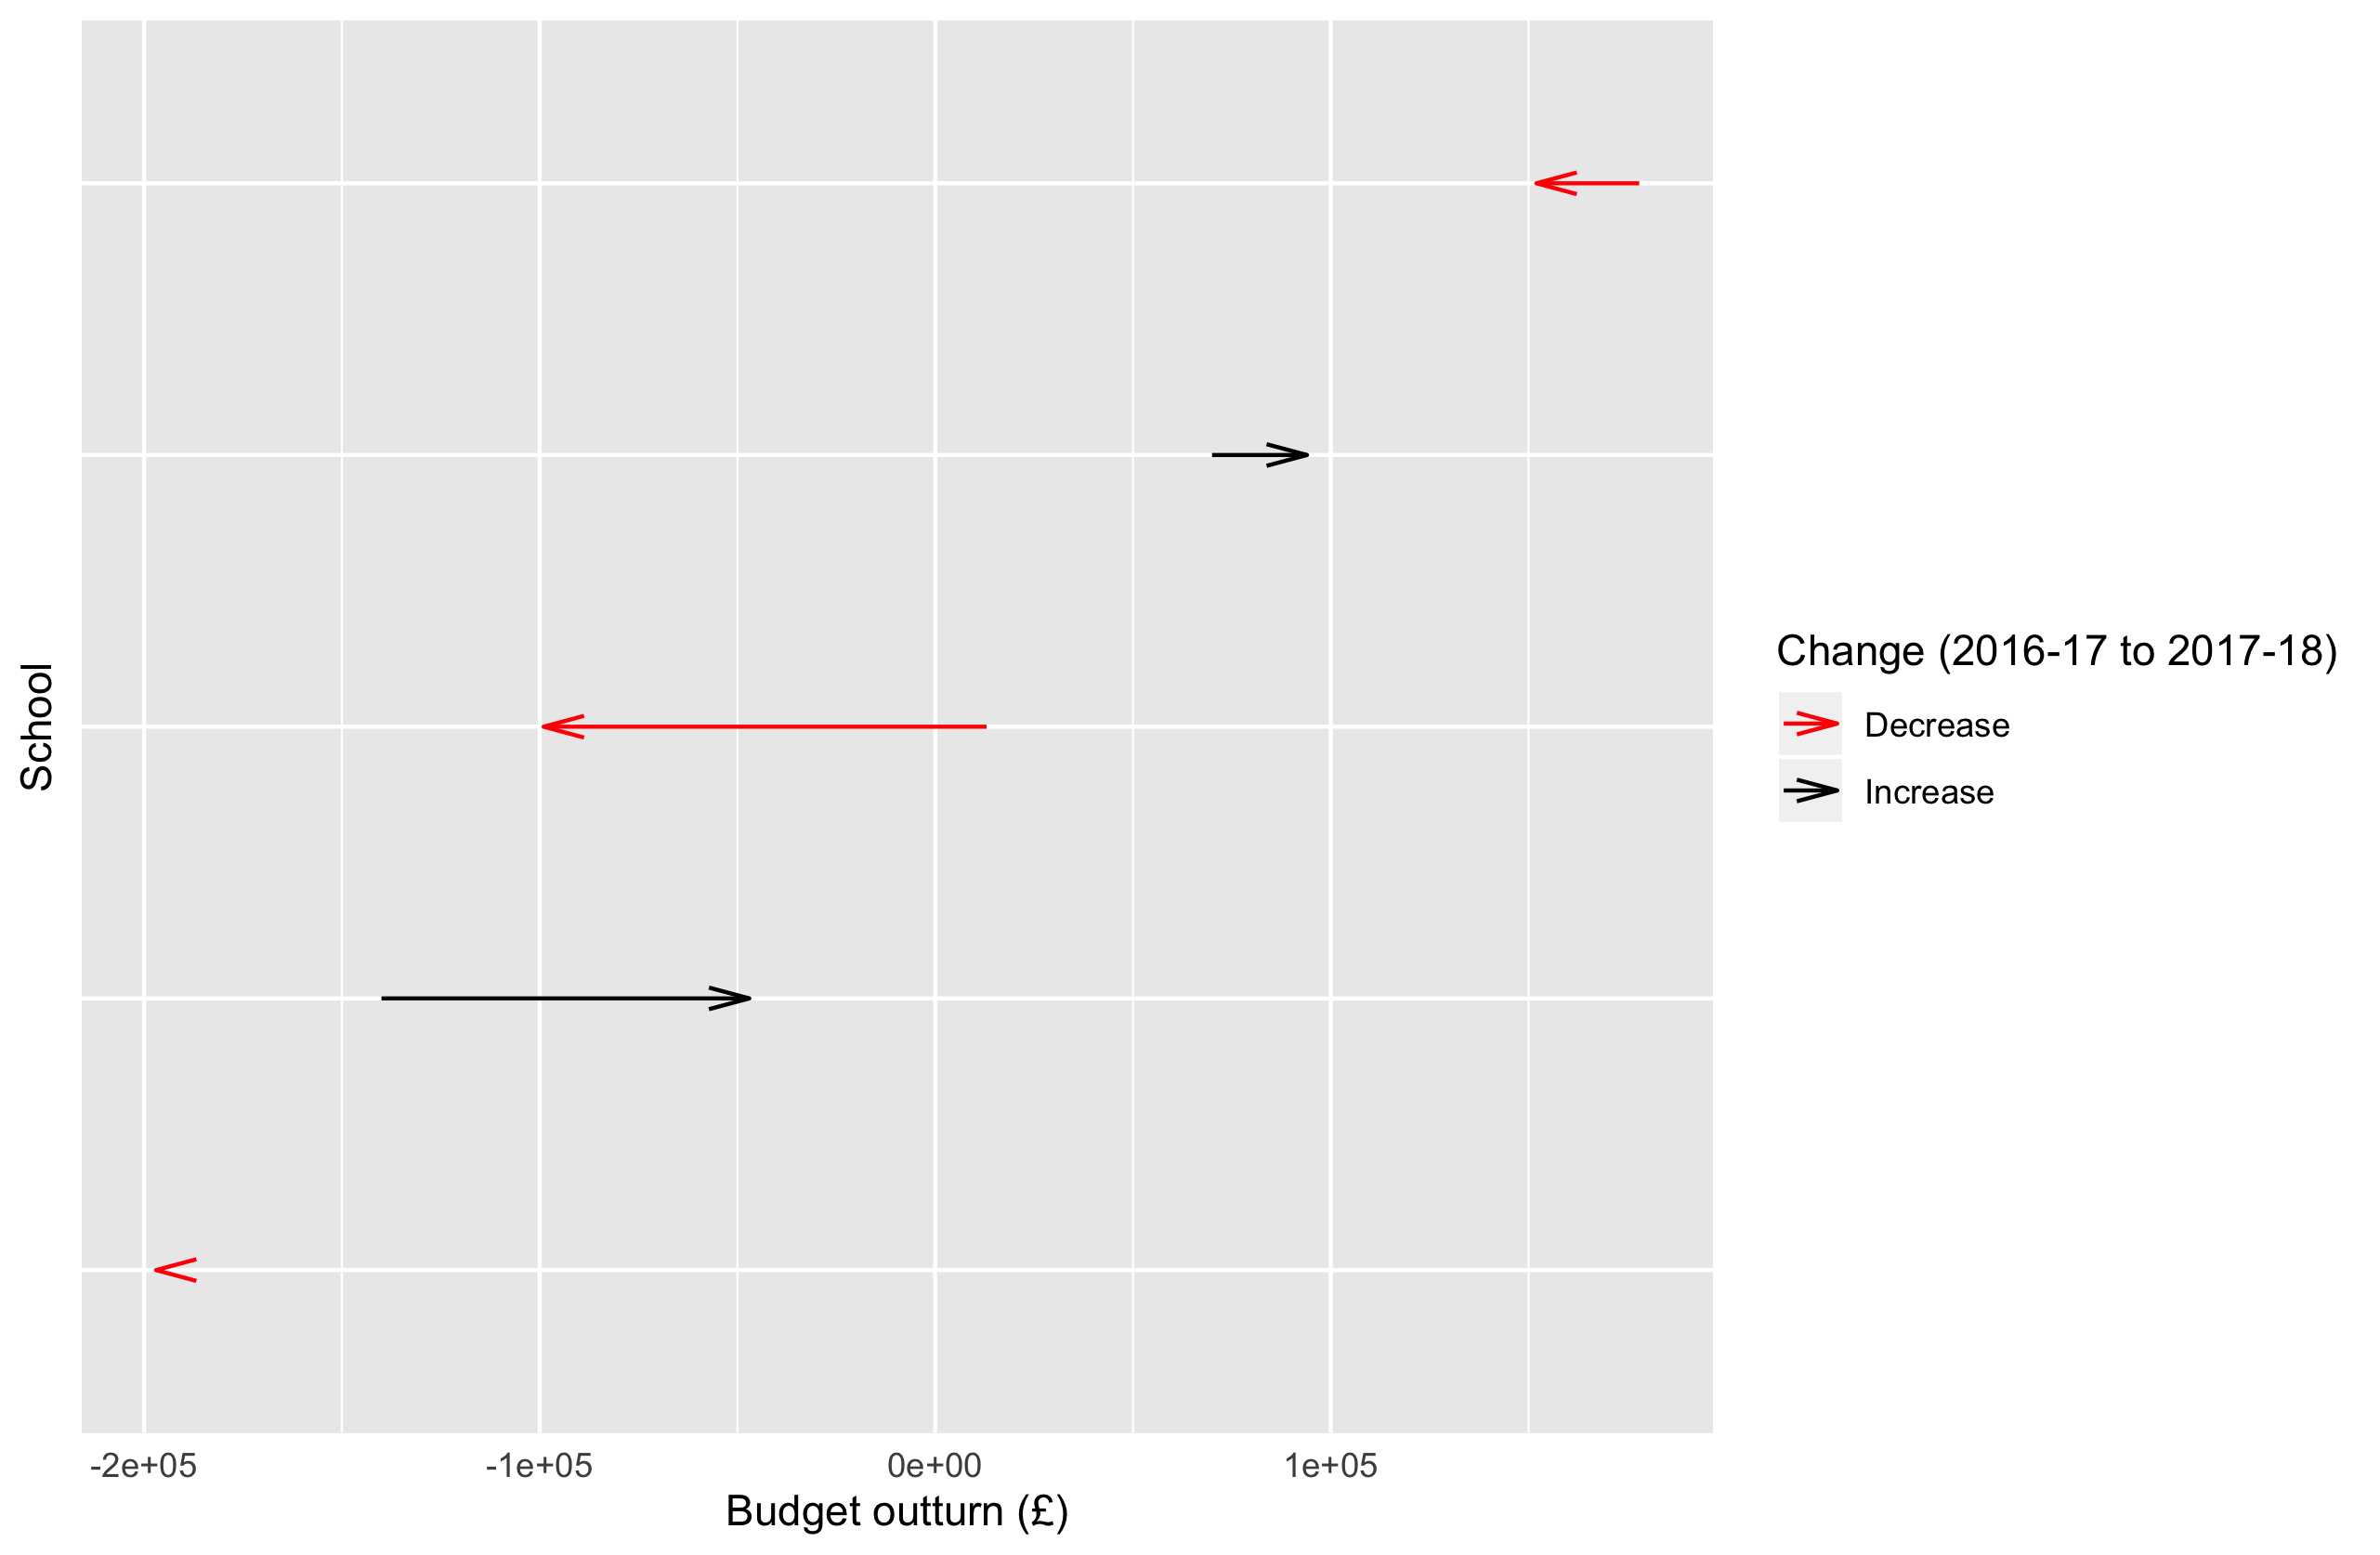 School
-2e+05
-1e+05
0e+00
1e+05
Budget outturn (£)
Change (2016-17 to 2017-18)
Decrease
Increase